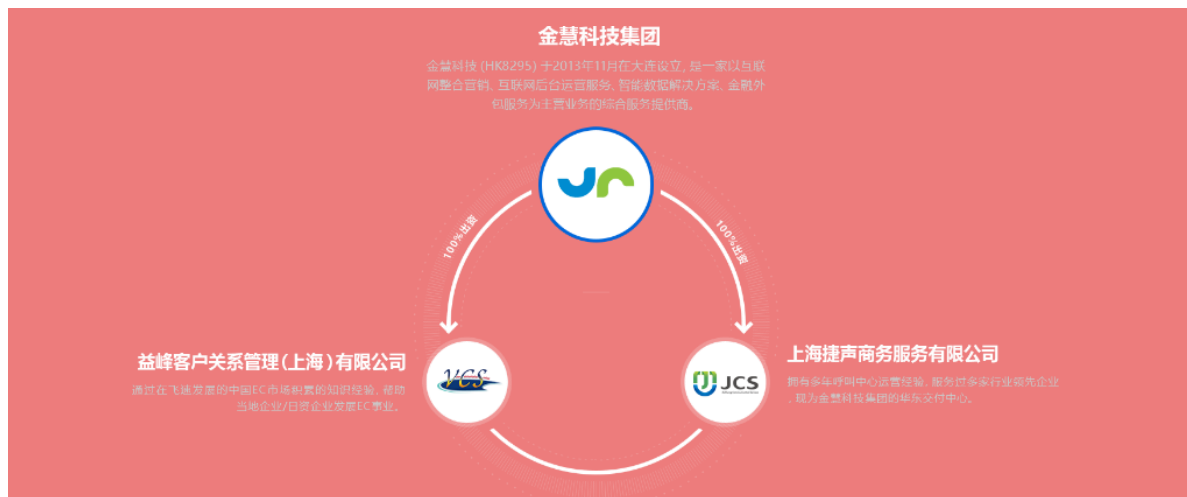 金慧科技集团
金慧科技 (HK8295) 于2013年11月在大连设立, 是一家以互联
网整合营销、互联网后台运营服务、智能数据解决方案、金融外
包服务为主营业务的综合服务提供商。
100%出资
100%出资
益峰客户关系管理(上海)有限公司
通过在飞速发展的中国EC市场积累的知识经验, 帮助
当地企业/日资企业发展EC事业。
VCS
JCS
上海捷声商务服务有限公司
拥有多年呼叫中心运营经验, 服务过多家行业领先企业
, 现为金慧科技集团的华东交付中心。